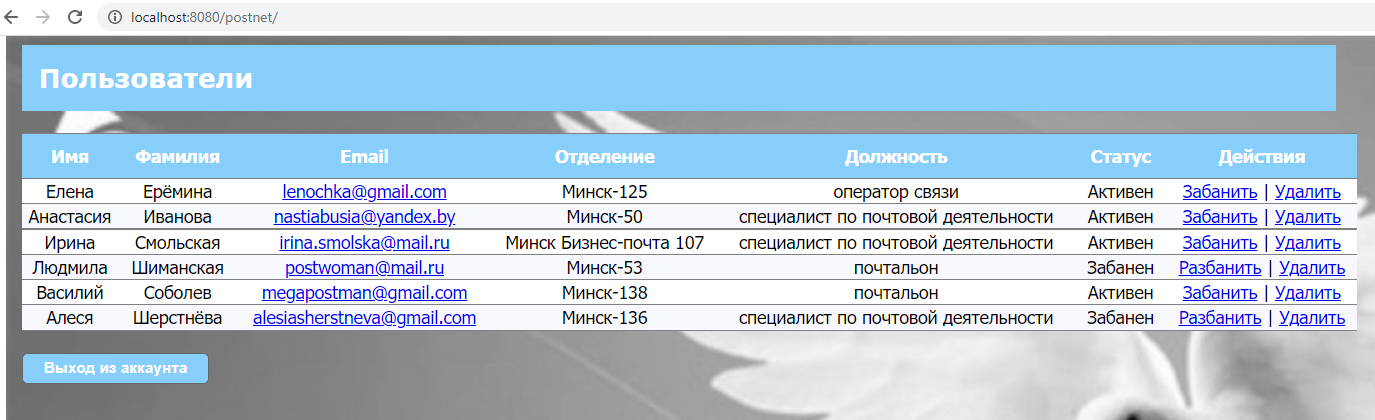 localhost:8080/postnet/
Пользователи
Имя Фамилия Email Отделение Должность Статус Действия
Елена Ерёмина lenochka@gmail.com Минск-125 оператор связи Активен Забанить | Удалить
Анастасия Иванова nastiabusia@yandex.by Минск-50 специалист по почтовой деятельности Активен Забанить | Удалить
Ирина Смольская irina.smolska@mail.ru Минск Бизнес-почта 107 специалист по почтовой деятельности Активен Забанить | Удалить
Людмила Шиманская postwoman@mail.ru Минск-53 почтальон Забанен Разбанить | Удалить
Василий Соболев megapostman@gmail.com Минск-138 почтальон Активен Забанить | Удалить
Алеся Шерстнёва alesiasherstneva@gmail.com Минск-136 специалист по почтовой деятельности Забанен Разбанить | Удалить
Выход из аккаунта